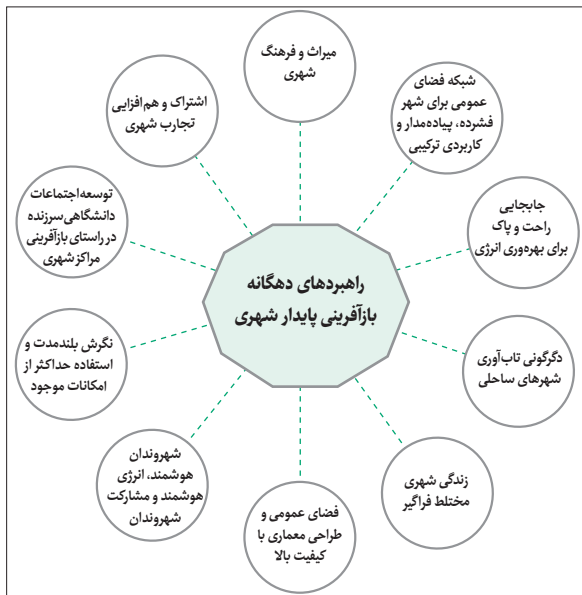 میراث و فرهنگ
شهری
شبکه فضای
عمومی برای شهر
فشرده، پیاده‌مدار و
کاربردی ترکیبی
جابجایی
راحت و پاک
برای بهره‌وری انرژی
دگرگونی تاب‌آوری
شهرهای ساحلی
زندگی شهری
مختلط فراگیر
فضای عمومی و
طراحی معماری با
کیفیت بالا
شهروندان
هوشمند، انرژی
هوشمند و مشارکت
شهروندان
نگرش بلندمدت و
استفاده حداکثر از
امکانات موجود
توسعه اجتماعات
دانشگاهی سرزنده
در راستای بازآفرینی
مراکز شهری
اشتراک و هم‌افزایی
تجارب شهری
راهبردهای دهگانه
بازآفرینی پایدار شهری